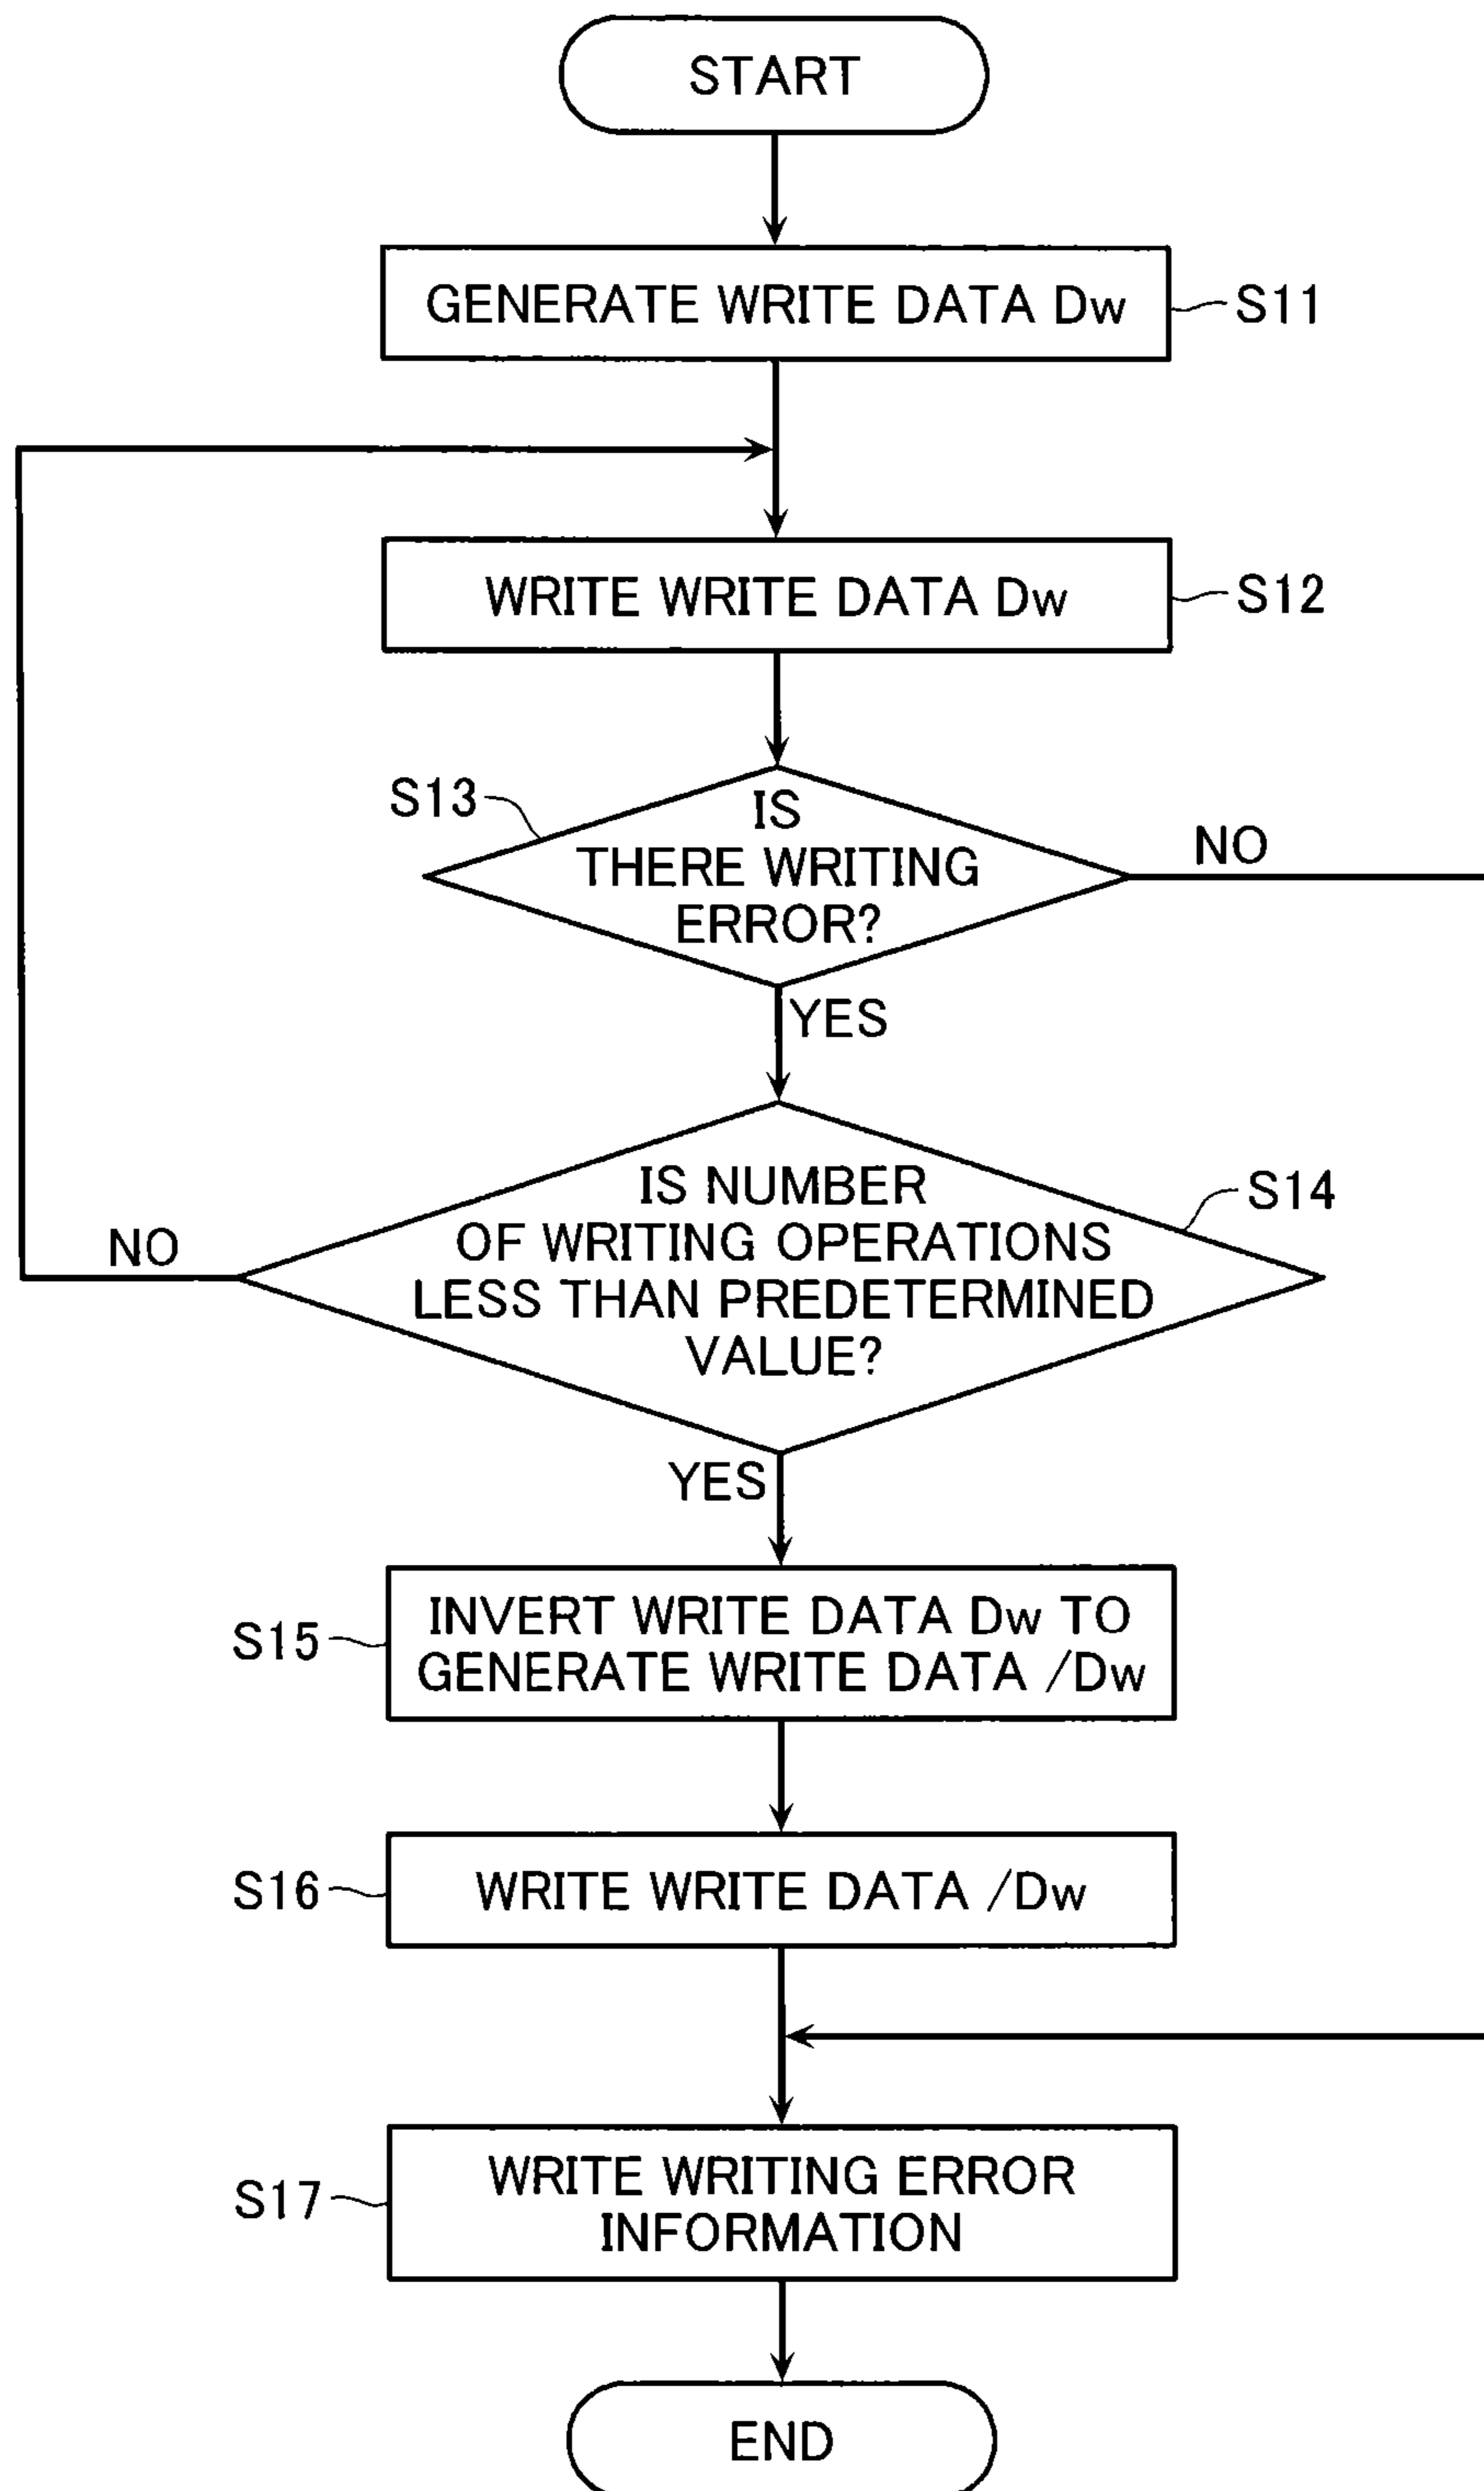 START
GENERATE WRITE DATA Dw
S11
WRITE WRITE DATA Dw
S12
S13
IS
THERE WRITING
ERROR?
NO
YES
IS NUMBER
OF WRITING OPERATIONS
LESS THAN PREDETERMINED
VALUE?
S14
NO
YES
S15
INVERT WRITE DATA Dw TO
GENERATE WRITE DATA /Dw
S16
WRITE WRITE DATA /Dw
S17
WRITE WRITING ERROR
INFORMATION
END